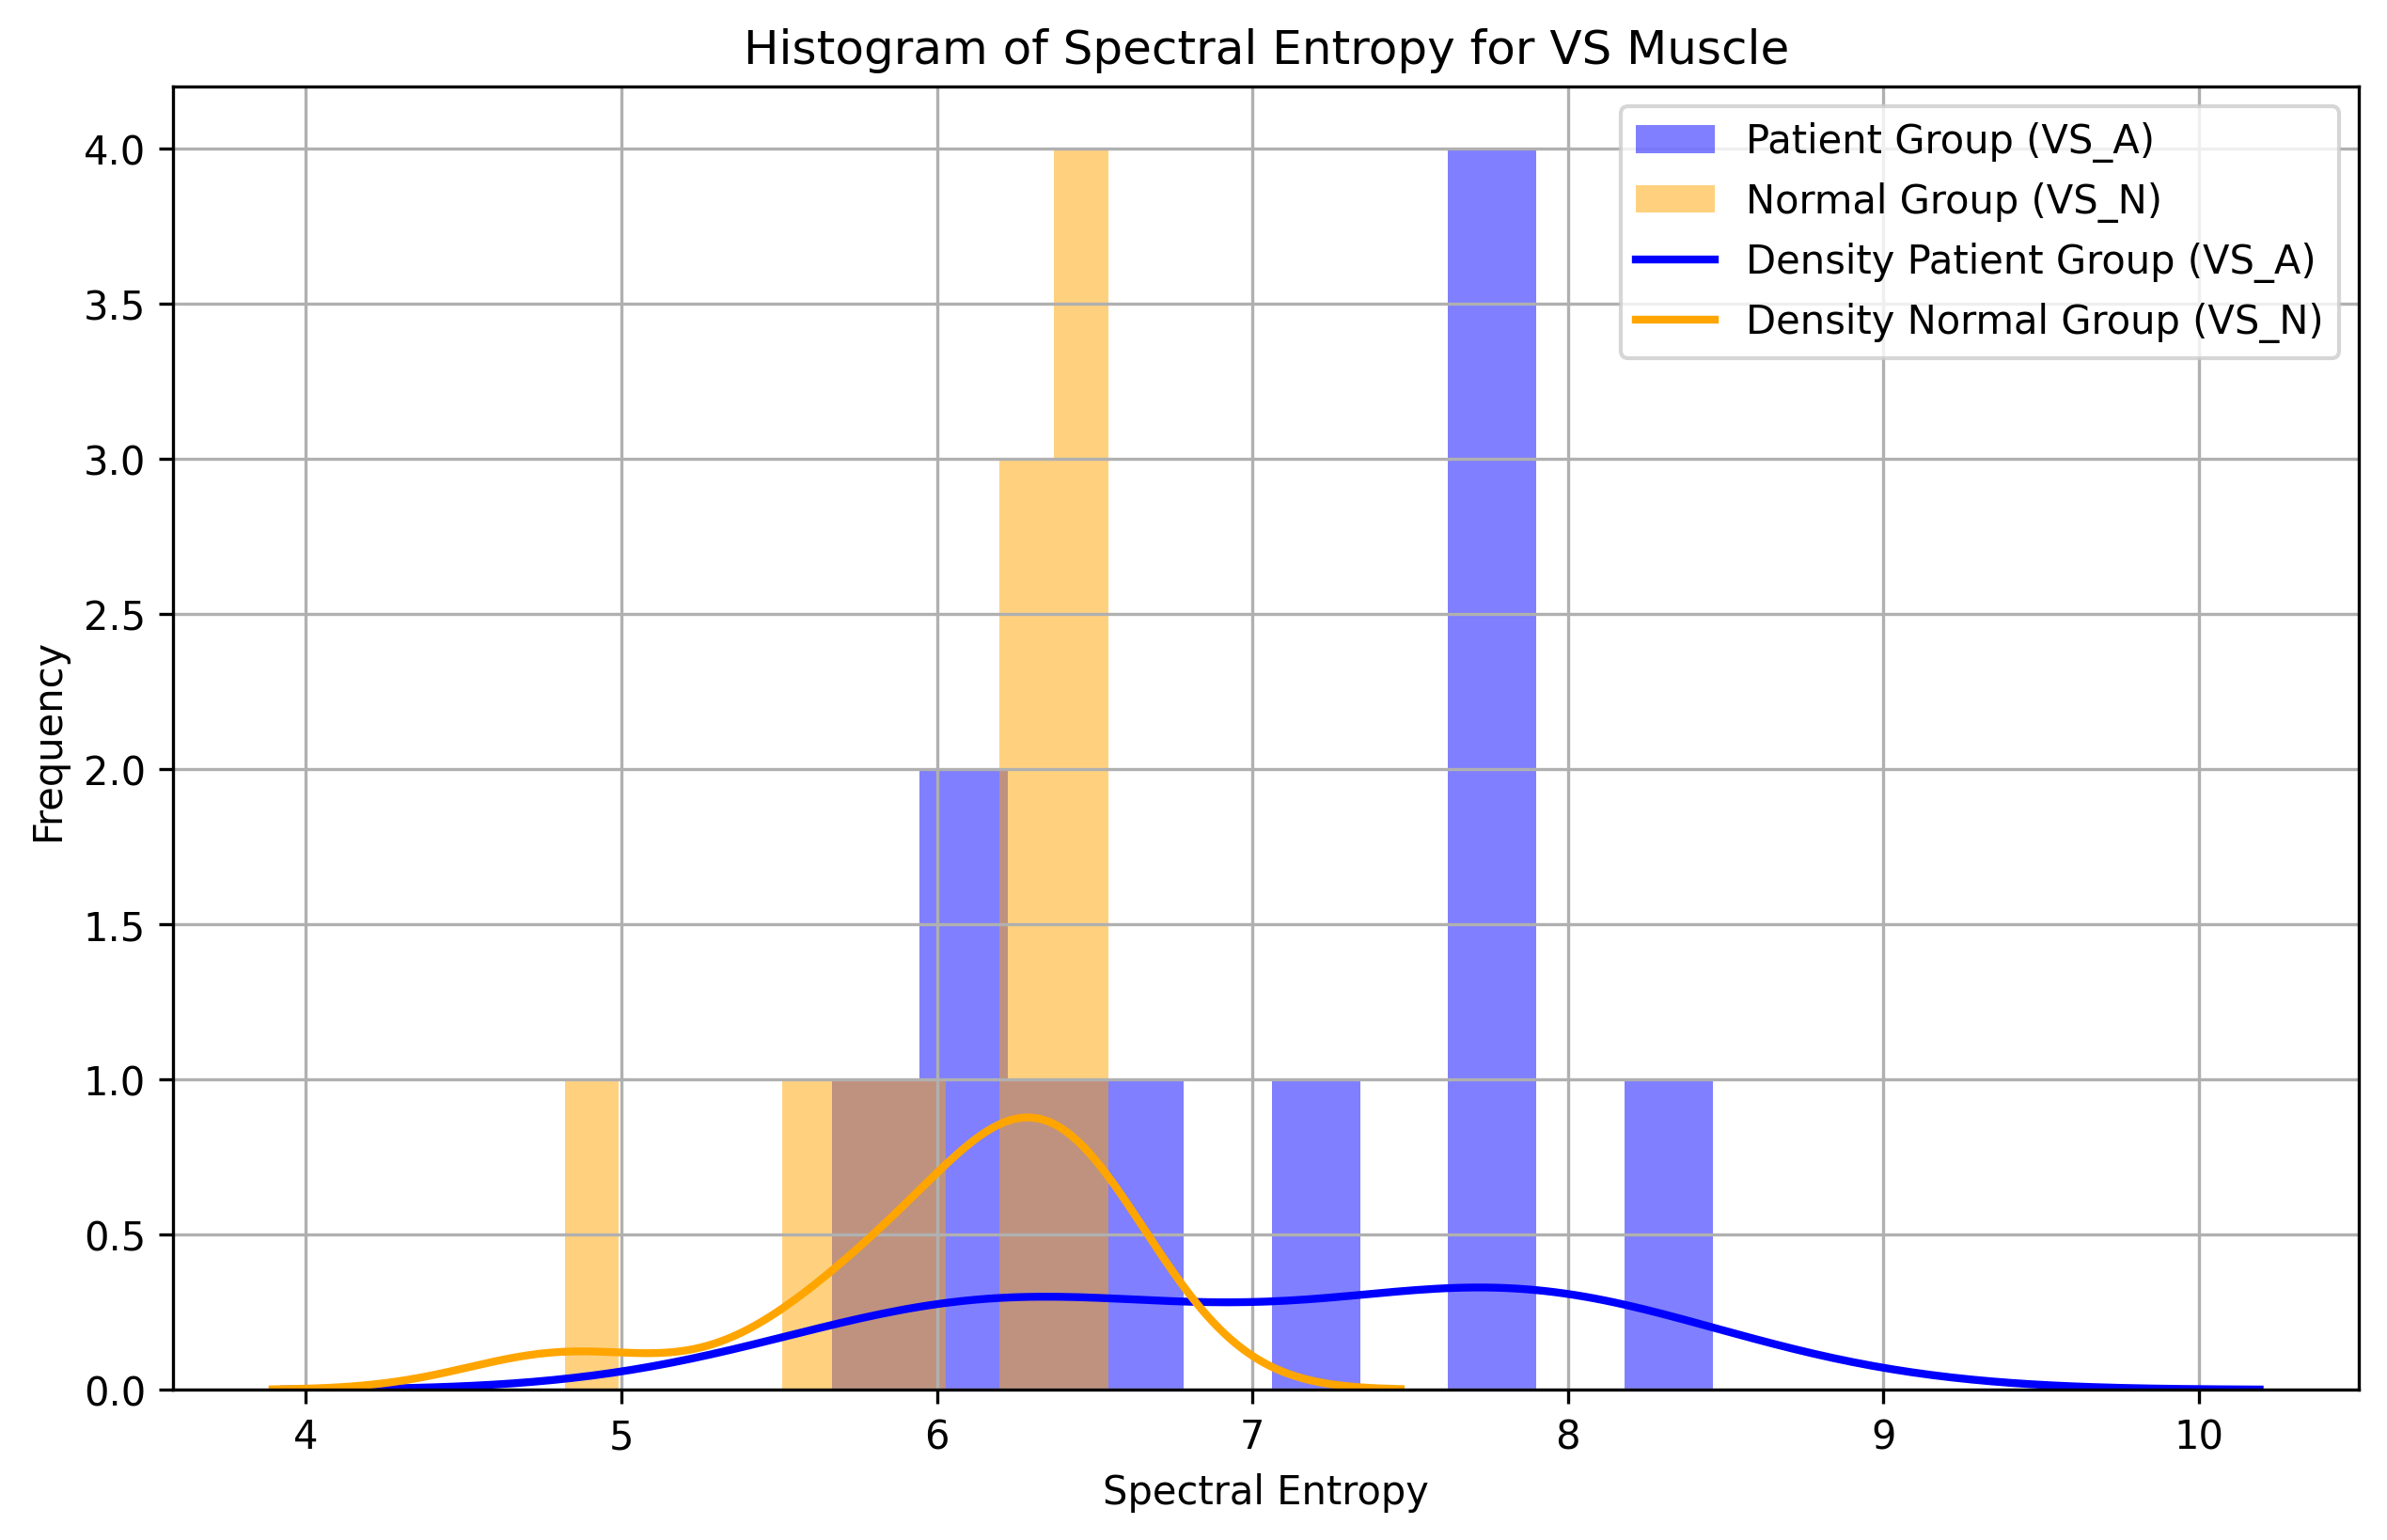 Histogram of Spectral Entropy for VS Muscle
Patient Group (VS_A)
Normal Group (VS_N)
Density Patient Group (VS_A)
Density Normal Group (VS_N)
4.0
3.5
3.0
2.5
2.0
1.5
1.0
0.5
0.0
Frequency
4 5 6 7 8 9 10
Spectral Entropy